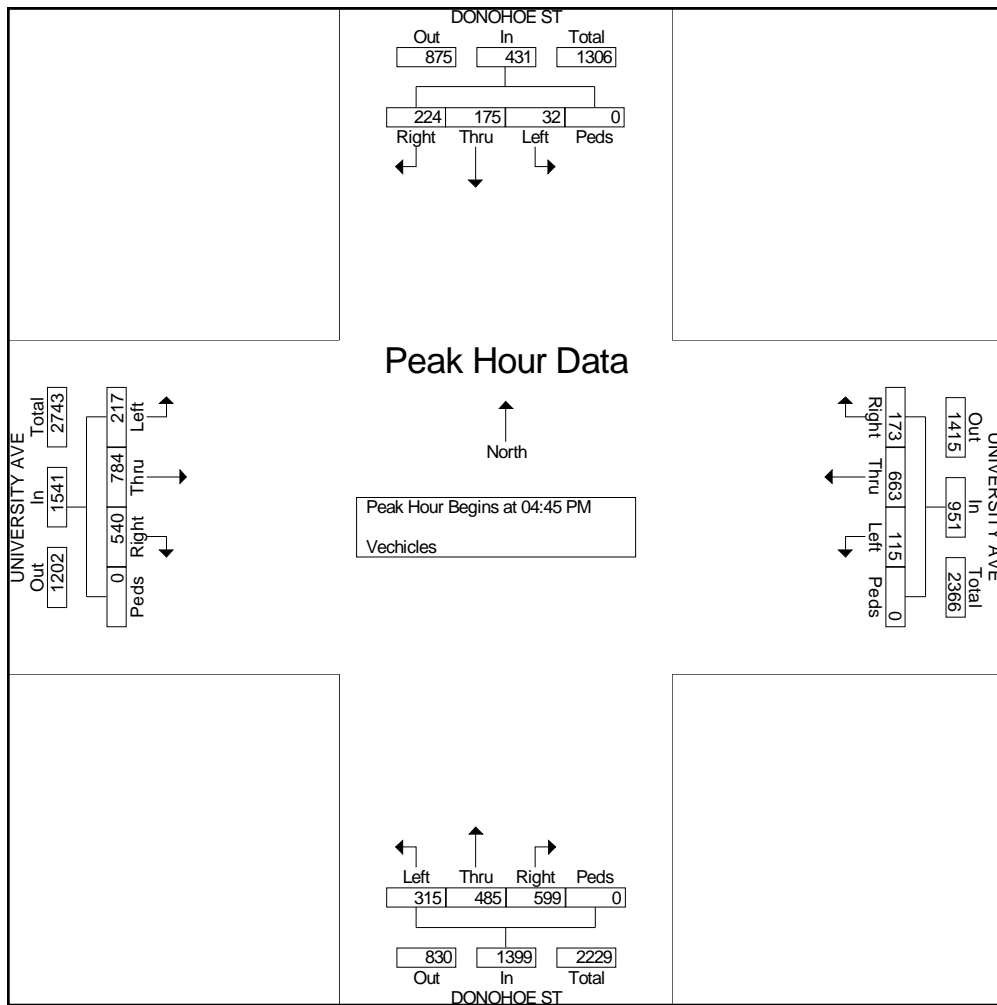 DONOHOE ST
Out In Total
875 431 1306
224 175 32 0
Right Thru Left Peds
Peak Hour Data
North
Peak Hour Begins at 04:45 PM
Vechicles
UNIVERSITY AVE
Out In Total
1202 1541 2743
0 540 784 217
Peds Right Thru Left
UNIVERSITY AVE
Out In Total
1415 951 2366
173 663 115 0
Right Thru Left Peds
Left Thru Right Peds
315 485 599 0
830 1399 2229
Out In Total
DONOHOE ST